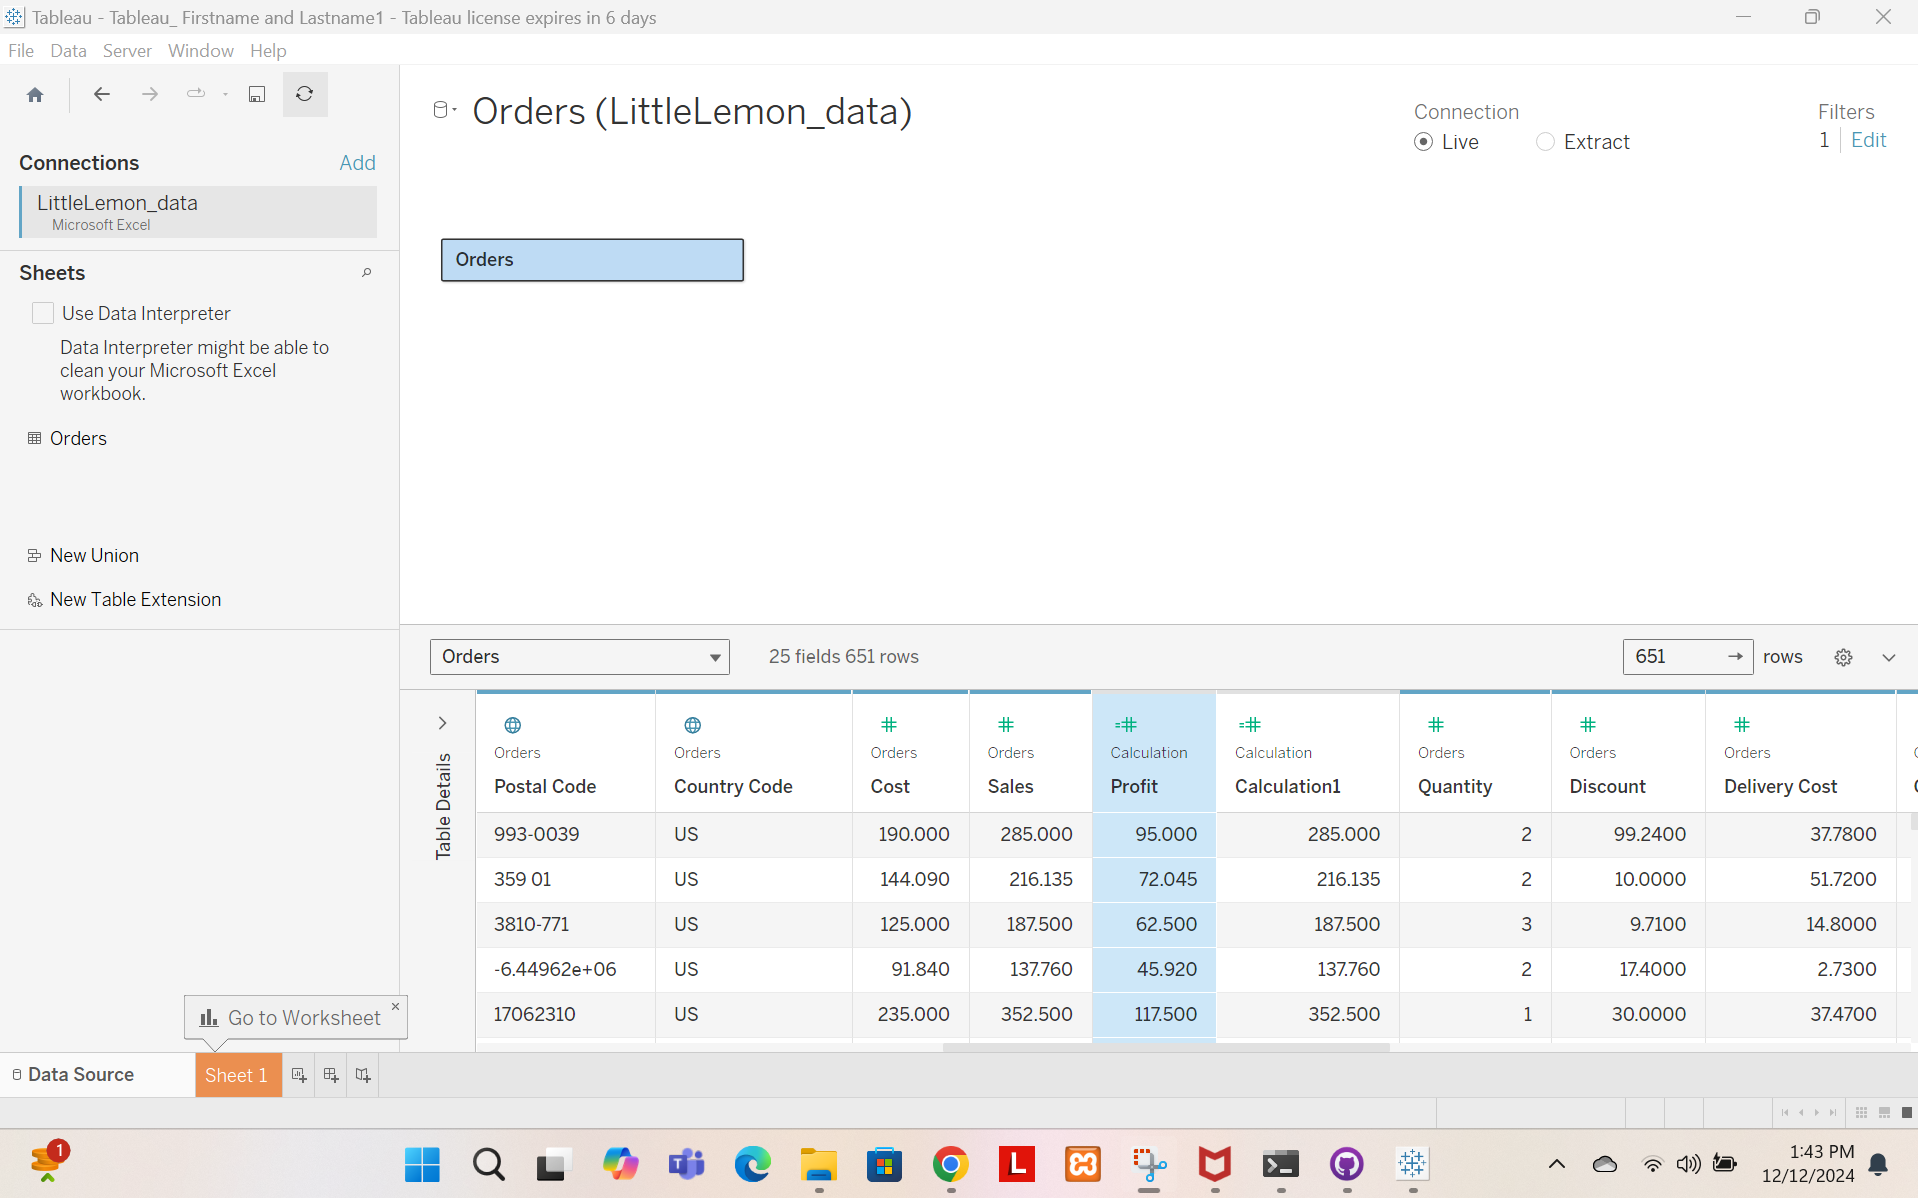 Tableau - Tableau_ Firstname and Lastname1 - Tableau license expires in 6 days
File Data Server Window Help
Connections Add
LittleLemon_data
Microsoft Excel
Sheets
Use Data Interpreter
Data Interpreter might be able to
clean your Microsoft Excel
workbook.
Orders
New Union
New Table Extension
Orders (LittleLemon_data)
Connection
Live Extract
Filters
1 Edit
Orders
Orders 25 fields 651 rows 651 rows
Table Details
Orders Orders Orders Orders Calculation Calculation Orders Orders Orders
Postal Code Country Code Cost Sales Profit Calculation1 Quantity Discount Delivery Cost
993-0039 US 190.000 285.000 95.000 285.000 2 99.2400 37.7800
359 01 US 144.090 216.135 72.045 216.135 2 10.0000 51.7200
3810-771 US 125.000 187.500 62.500 187.500 3 9.7100 14.8000
-6.44962e+06 US 91.840 137.760 45.920 137.760 2 17.4000 2.7300
17062310 US 235.000 352.500 117.500 352.500 1 30.0000 37.4700
Go to Worksheet
Data Source Sheet 1
1
L
1:43 PM
12/12/2024